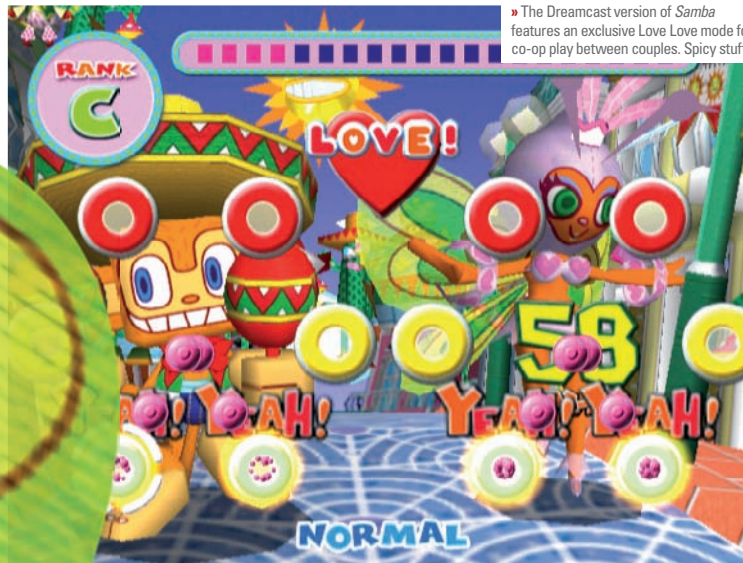 » The Dreamcast version of Samba
features an exclusive Love Love mode fo
co-op play between couples. Spicy stuf
RANK
C
LOVE!
58
YEAH! YEAH!
NORMAL